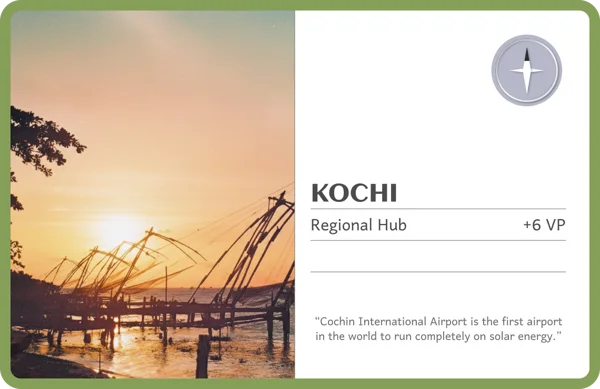 KOCHI
Regional Hub +6 VP
"Cochin International Airport is the first airport
in the world to run completely on solar energy."